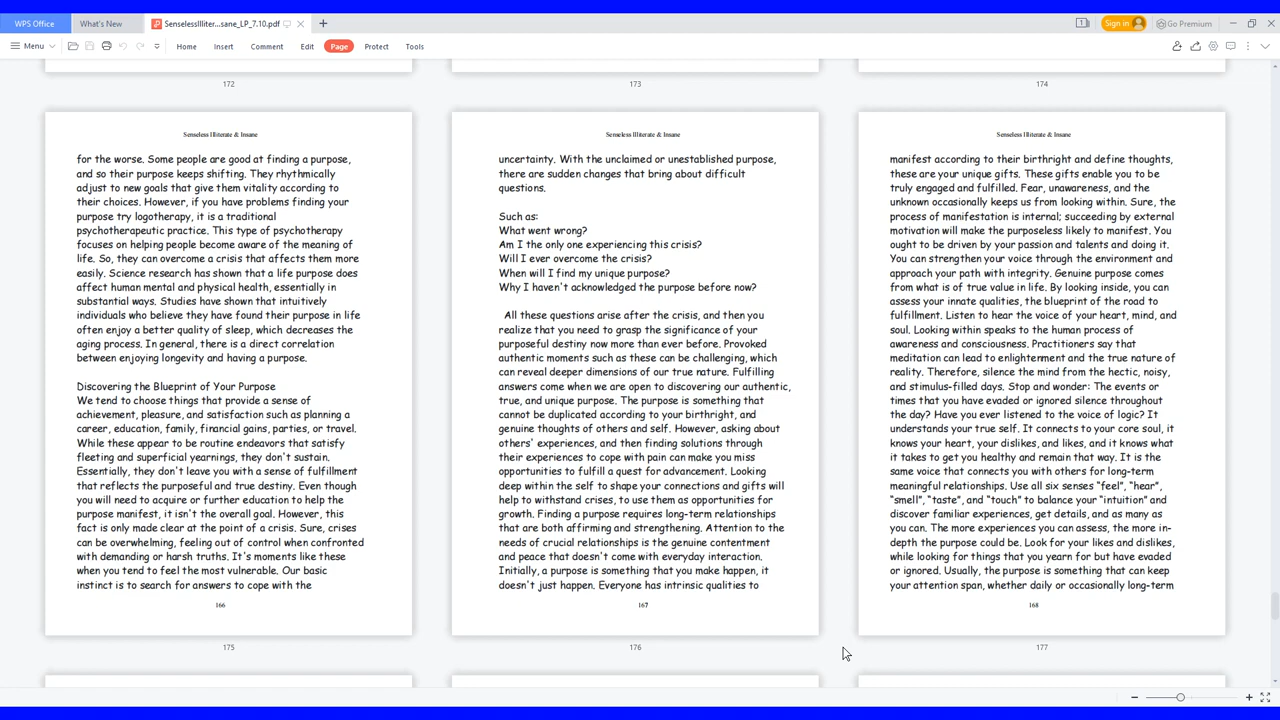 WPS Office
What's New
SenselessIlliter...sane_LP_7.10.pdf
Sign in
Go Premium
Menu
Home
Insert
Comment
Edit
Page
Protect
Tools
172
173
174
Senseless Illiterate & Insane
for the worse. Some people are good at finding a purpose,
and so their purpose keeps shifting. They rhythmically
adjust to new goals that give them vitality according to
their choices. However, if you have problems finding your
purpose try logotherapy, it is a traditional
psychotherapeutic practice. This type of psychotherapy
focuses on helping people become aware of the meaning of
life. So, they can overcome a crisis that affects them more
easily. Science research has shown that a life purpose does
affect human mental and physical health, essentially in
substantial ways. Studies have shown that intuitively
individuals who believe they have found their purpose in life
often enjoy a better quality of sleep, which decreases the
aging process. In general, there is a direct correlation
between enjoying longevity and having a purpose.
Discovering the Blueprint of Your Purpose
We tend to choose things that provide a sense of
achievement, pleasure, and satisfaction such as planning a
career, education, family, financial gains, parties, or travel.
While these appear to be routine endeavors that satisfy
fleeting and superficial yearnings, they don't sustain.
Essentially, they don't leave you with a sense of fulfillment
that reflects the purposeful and true destiny. Even though
you will need to acquire or further education to help the
purpose manifest, it isn't the overall goal. However, this
fact is only made clear at the point of a crisis. Sure, crises
can be overwhelming, feeling out of control when confronted
with demanding or harsh truths. It's moments like these
when you tend to feel the most vulnerable. Our basic
instinct is to search for answers to cope with the
166
175
Senseless Illiterate & Insane
uncertainty. With the unclaimed or unestablished purpose,
there are sudden changes that bring about difficult
questions.
Such as:
What went wrong?
Am I the only one experiencing this crisis?
Will I ever overcome the crisis?
When will I find my unique purpose?
Why I haven't acknowledged the purpose before now?
All these questions arise after the crisis, and then you
realize that you need to grasp the significance of your
purposeful destiny now more than ever before. Provoked
authentic moments such as these can be challenging, which
can reveal deeper dimensions of our true nature. Fulfilling
answers come when we are open to discovering our authentic,
true, and unique purpose. The purpose is something that
cannot be duplicated according to your birthright, and
genuine thoughts of others and self. However, asking about
others' experiences, and then finding solutions through
their experiences to cope with pain can make you miss
opportunities to fulfill a quest for advancement. Looking
deep within the self to shape your connections and gifts will
help to withstand crises, to use them as opportunities for
growth. Finding a purpose requires long-term relationships
that are both affirming and strengthening. Attention to the
needs of crucial relationships is the genuine contentment
and peace that doesn't come with everyday interaction.
Initially, a purpose is something that you make happen, it
doesn't just happen. Everyone has intrinsic qualities to
167
176
Senseless Illiterate & Insane
manifest according to their birthright and define thoughts,
these are your unique gifts. These gifts enable you to be
truly engaged and fulfilled. Fear, unawareness, and the
unknown occasionally keeps us from looking within. Sure, the
process of manifestation is internal; succeeding by external
motivation will make the purposeless likely to manifest. You
ought to be driven by your passion and talents and doing it.
You can strengthen your voice through the environment and
approach your path with integrity. Genuine purpose comes
from what is of true value in life. By looking inside, you can
assess your innate qualities, the blueprint of the road to
fulfillment. Listen to hear the voice of your heart, mind, and
soul. Looking within speaks to the human process of
awareness and consciousness. Practitioners say that
meditation can lead to enlightenment and the true nature of
reality. Therefore, silence the mind from the hectic, noisy,
and stimulus-filled days. Stop and wonder: The events or
times that you have evaded or ignored silence throughout
the day? Have you ever listened to the voice of logic? It
understands your true self. It connects to your core soul, it
knows your heart, your dislikes, and likes, and it knows what
it takes to get you healthy and remain that way. It is the
same voice that connects you with others for long-term
meaningful relationships. Use all six senses “feel”, “hear”,
“smell”, “taste”, and “touch” to balance your “intuition” and
discover familiar experiences, get details, and as many as
you can. The more experiences you can assess, the more in-
depth the purpose could be. Look for your likes and dislikes,
while looking for things that you yearn for but have evaded
or ignored. Usually, the purpose is something that can keep
your attention span, whether daily or occasionally long-term
168
177